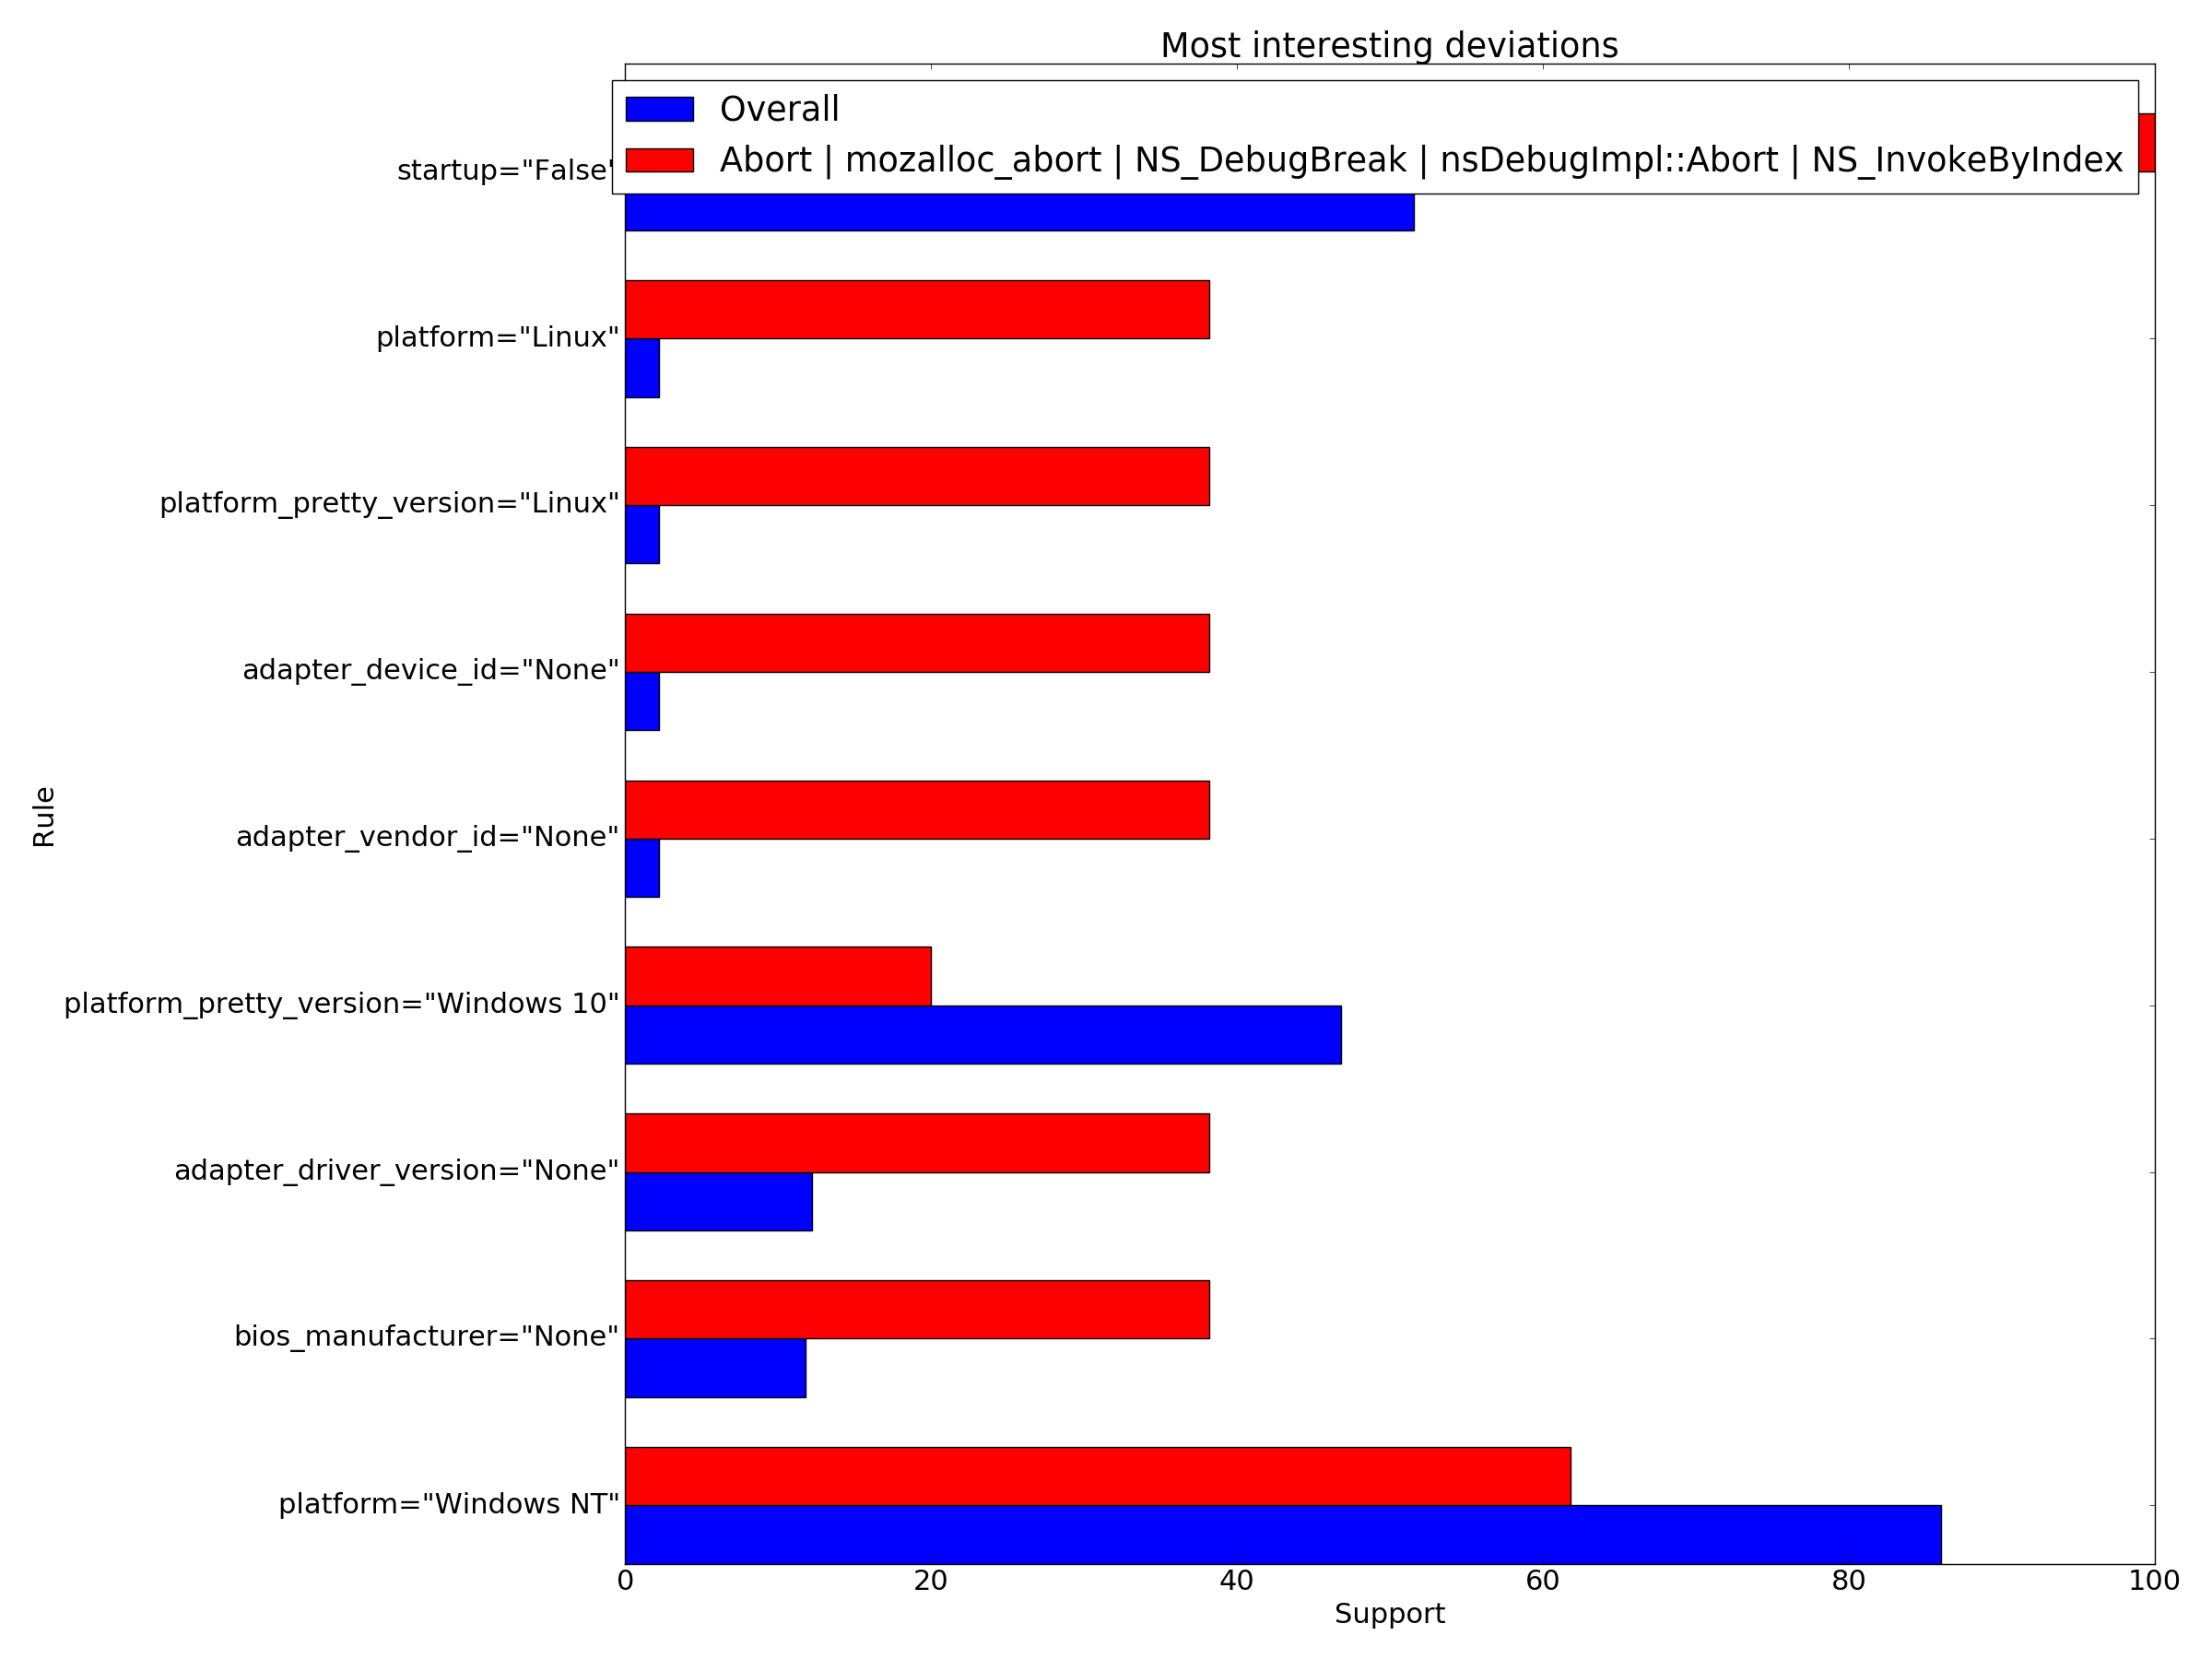 Most interesting deviations
Overall
Abort | mozalloc_abort | NS_DebugBreak | nsDebugImpl::Abort | NS_InvokeByIndex
startup="False"
platform="Linux"
platform_pretty_version="Linux"
adapter_device_id="None"
adapter_vendor_id="None"
platform_pretty_version="Windows 10"
adapter_driver_version="None"
bios_manufacturer="None"
platform="Windows NT"
Rule
0 20 40 60 80 100
Support